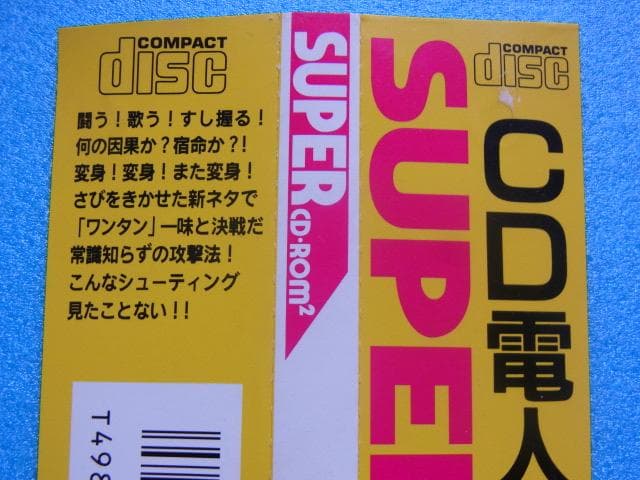 COMPACT
disc
闘う！歌う！すし握る！
何の因果か？宿命か？！
変身！変身！また変身！
さびをきかせた新ネタで
「ワンタン」一味と決戦だ
常識知らずの攻撃法！
こんなシューティング
見たことない！！
T498
SUPER CD-ROM²
SUPE
COMPACT
disc
CD電人